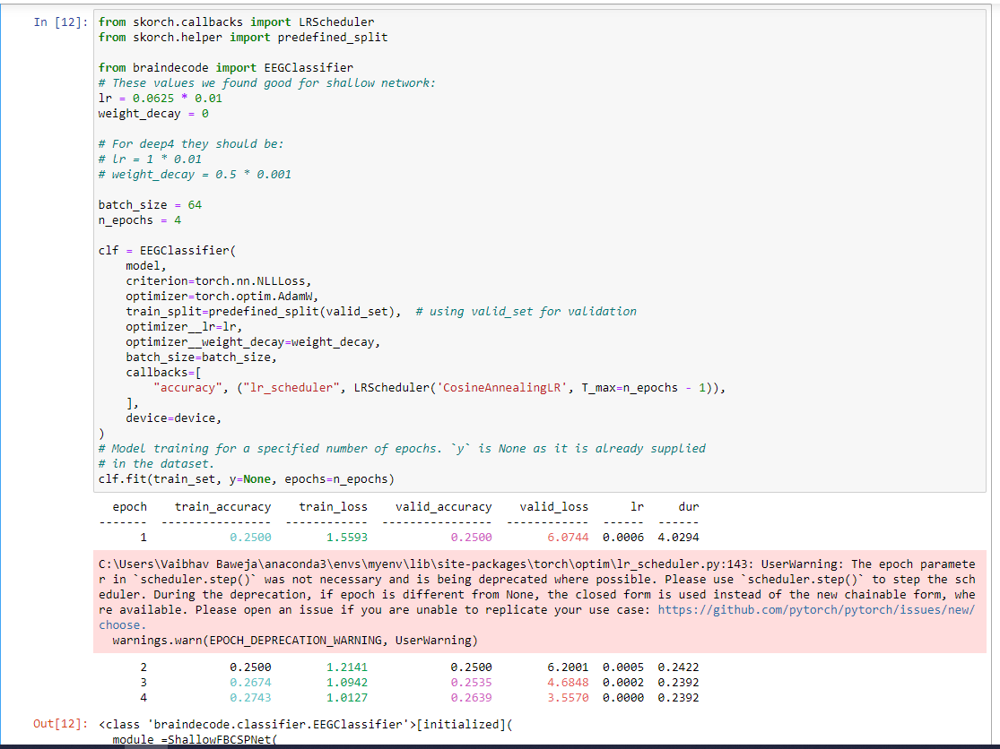 In [12]: from skorch.callbacks import LRScheduler
from skorch.helper import predefined_split

from braindecode import EEGClassifier
# These values we found good for shallow network:
lr = 0.0625 * 0.01
weight_decay = 0

# For deep4 they should be:
# lr = 1 * 0.01
# weight_decay = 0.5 * 0.001

batch_size = 64
n_epochs = 4

clf = EEGClassifier(
    model,
    criterion=torch.nn.NLLLoss,
    optimizer=torch.optim.AdamW,
    train_split=predefined_split(valid_set),  # using valid_set for validation
    optimizer__lr=lr,
    optimizer__weight_decay=weight_decay,
    batch_size=batch_size,
    callbacks=[
        "accuracy", ("lr_scheduler", LRScheduler('CosineAnnealingLR', T_max=n_epochs - 1)),
    ],
    device=device,
)
# Model training for a specified number of epochs. `y` is None as it is already supplied
# in the dataset.
clf.fit(train_set, y=None, epochs=n_epochs)
epoch    train_accuracy    train_loss    valid_accuracy    valid_loss      lr     dur
-------  ----------------  ------------  ----------------  ------------  ------  ------
1            0.2500        1.5593            0.2500        6.0744  0.0006  4.0294
C:\Users\Vaibhav Baweja\anaconda3\envs\myenv\lib\site-packages\torch\optim\lr_scheduler.py:143: UserWarning: The epoch paramete
r in `scheduler.step()` was not necessary and is being deprecated where possible. Please use `scheduler.step()` to step the sch
eduler. During the deprecation, if epoch is different from None, the closed form is used instead of the new chainable form, whe
re available. Please open an issue if you are unable to replicate your use case: https://github.com/pytorch/pytorch/issues/new/
choose.
  warnings.warn(EPOCH_DEPRECATION_WARNING, UserWarning)
2            0.2500        1.2141            0.2500        6.2001  0.0005  0.2422
3            0.2674        1.0942            0.2535        4.6848  0.0002  0.2392
4            0.2743        1.0127            0.2639        3.5570  0.0000  0.2392
Out[12]: <class 'braindecode.classifier.EEGClassifier'>[initialized](
  module =ShallowFBCSPNet(